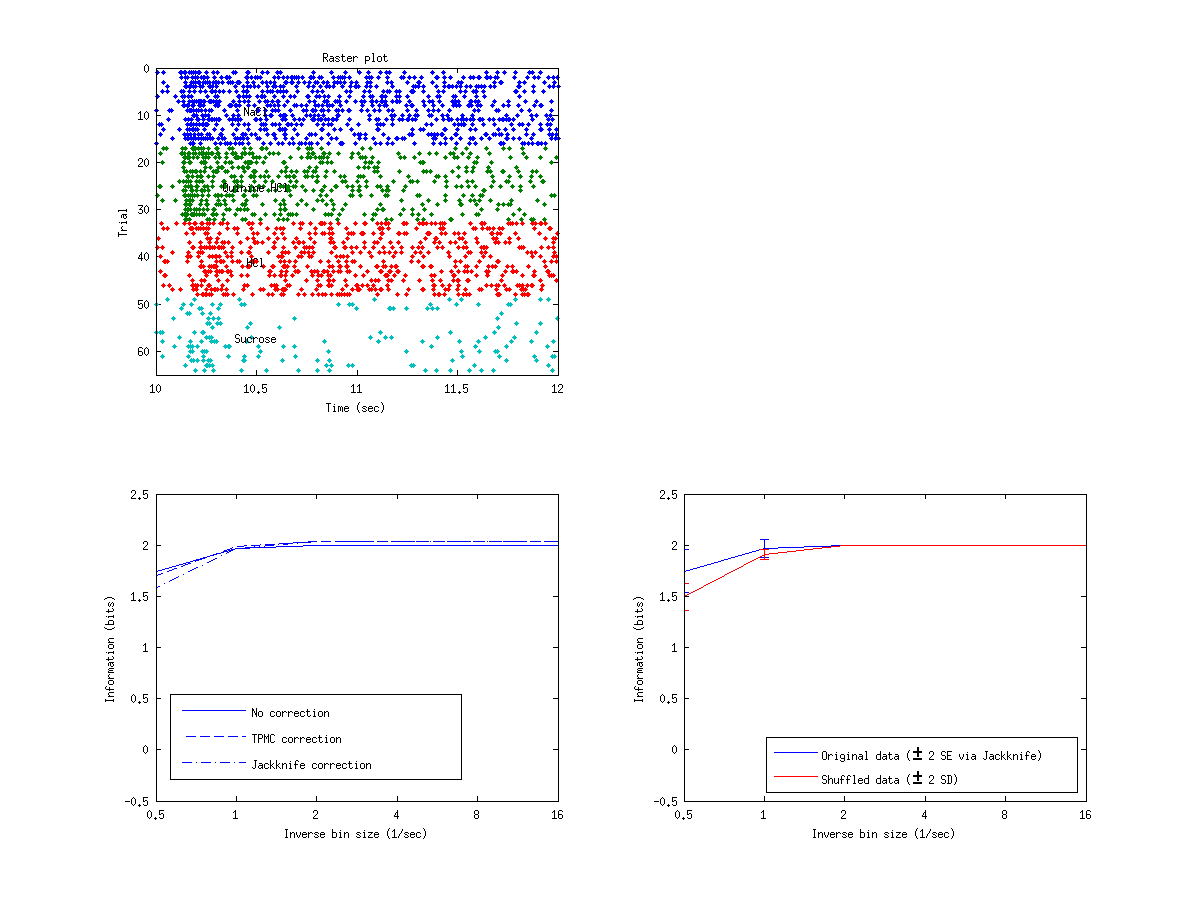 Raster plot
0
10
20
30
40
50
60
Trial
NaCl
Quinine HCl
HCl
Sucrose
10
10.5
11
11.5
12
Time (sec)
2.5
2
1.5
1
0.5
0
-0.5
Information (bits)
No correction
TPMC correction
Jackknife correction
0.5
1
2
4
8
16
Inverse bin size (1/sec)
2.5
2
1.5
1
0.5
0
-0.5
Information (bits)
Original data (± 2 SE via Jackknife)
Shuffled data (± 2 SD)
0.5
1
2
4
8
16
Inverse bin size (1/sec)